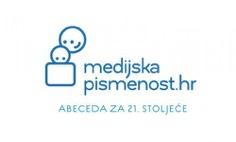 medijska
pismenost.hr
ABECEDA ZA 21. STOLJEĆE